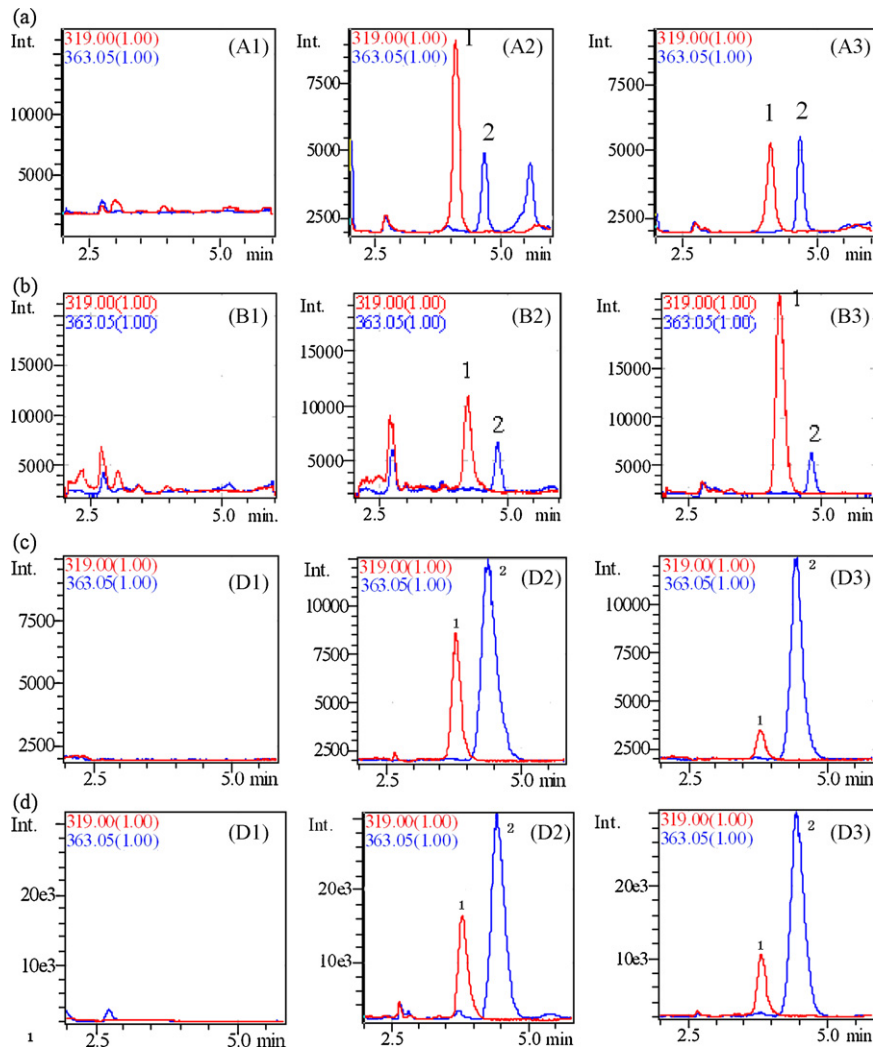 (a)
Int.
319.00(1.00)
363.05(1.00)
(A1)
10000
5000
2.5
5.0
min
Int.
319.00(1.00)
363.05(1.00)
(A2)
1
2
7500
5000
2500
2.5
5.0
min
Int.
319.00(1.00)
363.05(1.00)
(A3)
1
2
7500
5000
2500
2.5
5.0
min
(b)
Int.
319.00(1.00)
363.05(1.00)
(B1)
15000
10000
5000
2.5
5.0
min.
Int.
319.00(1.00)
363.05(1.00)
(B2)
1
2
15000
10000
5000
2.5
5.0
min
Int.
319.00(1.00)
363.05(1.00)
(B3)
1
2
15000
10000
5000
2.5
5.0
min.
(c)
Int.
319.00(1.00)
363.05(1.00)
(D1)
7500
5000
2500
2.5
5.0
min
Int.
319.00(1.00)
363.05(1.00)
(D2)
1
2
10000
7500
5000
2500
2.5
5.0
min
Int.
319.00(1.00)
363.05(1.00)
(D3)
1
2
10000
7500
5000
2500
2.5
5.0
min
(d)
Int.
319.00(1.00)
363.05(1.00)
(D1)
20e3
10e3
2.5
5.0
min
Int.
319.00(1.00)
363.05(1.00)
(D2)
1
2
20e3
10e3
2.5
5.0
min
Int.
319.00(1.00)
363.05(1.00)
(D3)
1
2
20e3
10e3
2.5
5.0
min
1